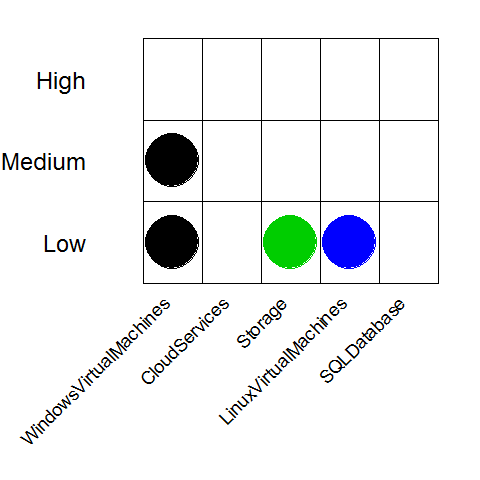 High
Medium
Low
WindowsVirtualMachines
CloudServices
Storage
LinuxVirtualMachines
SQLDatabase